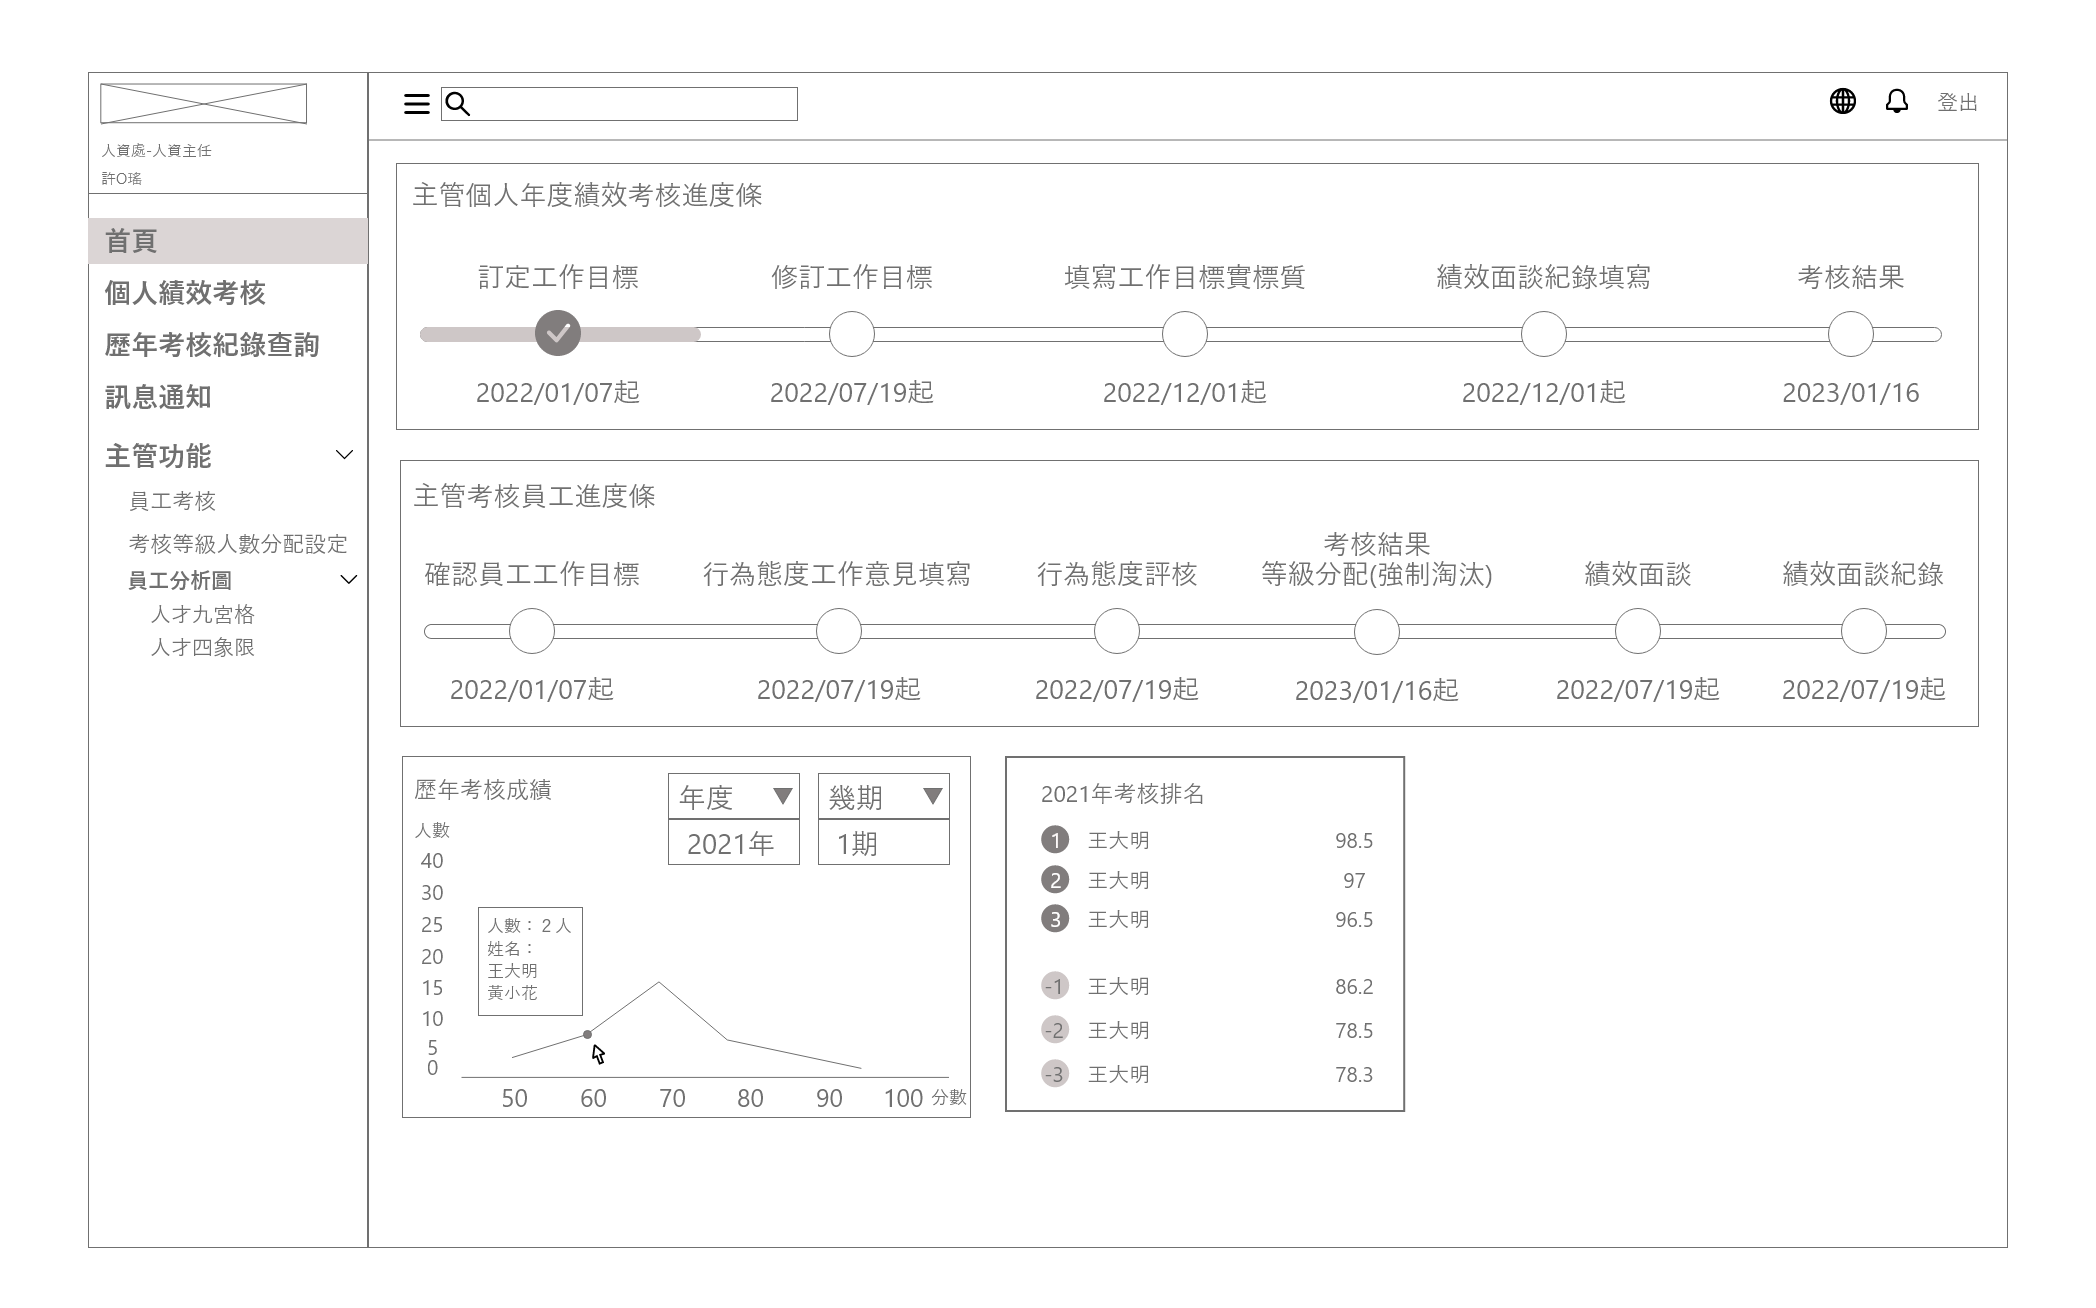 人資處-人資主任
許O瑤
首頁
個人績效考核
歷年考核紀錄查詢
訊息通知
主管功能
員工考核
考核等級人數分配設定
員工分析圖
人才九宮格
人才四象限
登出
主管個人年度績效考核進度條
訂定工作目標
修訂工作目標
填寫工作目標實標質
績效面談紀錄填寫
考核結果
2022/01/07起
2022/07/19起
2022/12/01起
2022/12/01起
2023/01/16
主管考核員工進度條
確認員工工作目標
行為態度工作意見填寫
行為態度評核
考核結果
等級分配(強制淘汰)
績效面談
績效面談紀錄
2022/01/07起
2022/07/19起
2022/07/19起
2023/01/16起
2022/07/19起
2022/07/19起
歷年考核成績
年度
2021年
幾期
1期
人數
40
30
25
20
15
10
5
0
人數：2人
姓名：
王大明
黃小花
50 60 70 80 90 100 分數
2021年考核排名
1 王大明 98.5
2 王大明 97
3 王大明 96.5
-1 王大明 86.2
-2 王大明 78.5
-3 王大明 78.3